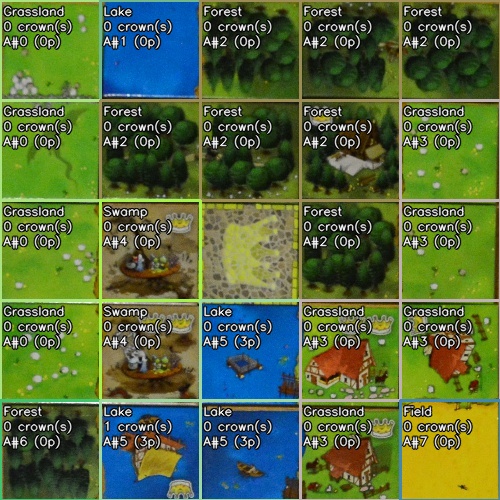 Grassland
0 crown(s)
A#0 (0p)
Lake
0 crown(s)
A#1 (0p)
Forest
0 crown(s)
A#2 (0p)
Forest
0 crown(s)
A#2 (0p)
Forest
0 crown(s)
A#2 (0p)
Grassland
0 crown(s)
A#0 (0p)
Forest
0 crown(s)
A#2 (0p)
Forest
0 crown(s)
A#2 (0p)
Forest
0 crown(s)
A#2 (0p)
Grassland
0 crown(s)
A#3 (0p)
Grassland
0 crown(s)
A#0 (0p)
Swamp
0 crown(s)
A#4 (0p)
Forest
0 crown(s)
A#2 (0p)
Grassland
0 crown(s)
A#3 (0p)
Grassland
0 crown(s)
A#0 (0p)
Swamp
0 crown(s)
A#4 (0p)
Lake
0 crown(s)
A#5 (3p)
Grassland
0 crown(s)
A#3 (0p)
Grassland
0 crown(s)
A#3 (0p)
Forest
0 crown(s)
A#6 (0p)
Lake
1 crown(s)
A#5 (3p)
Lake
0 crown(s)
A#5 (3p)
Grassland
0 crown(s)
A#3 (0p)
Field
0 crown(s)
A#7 (0p)